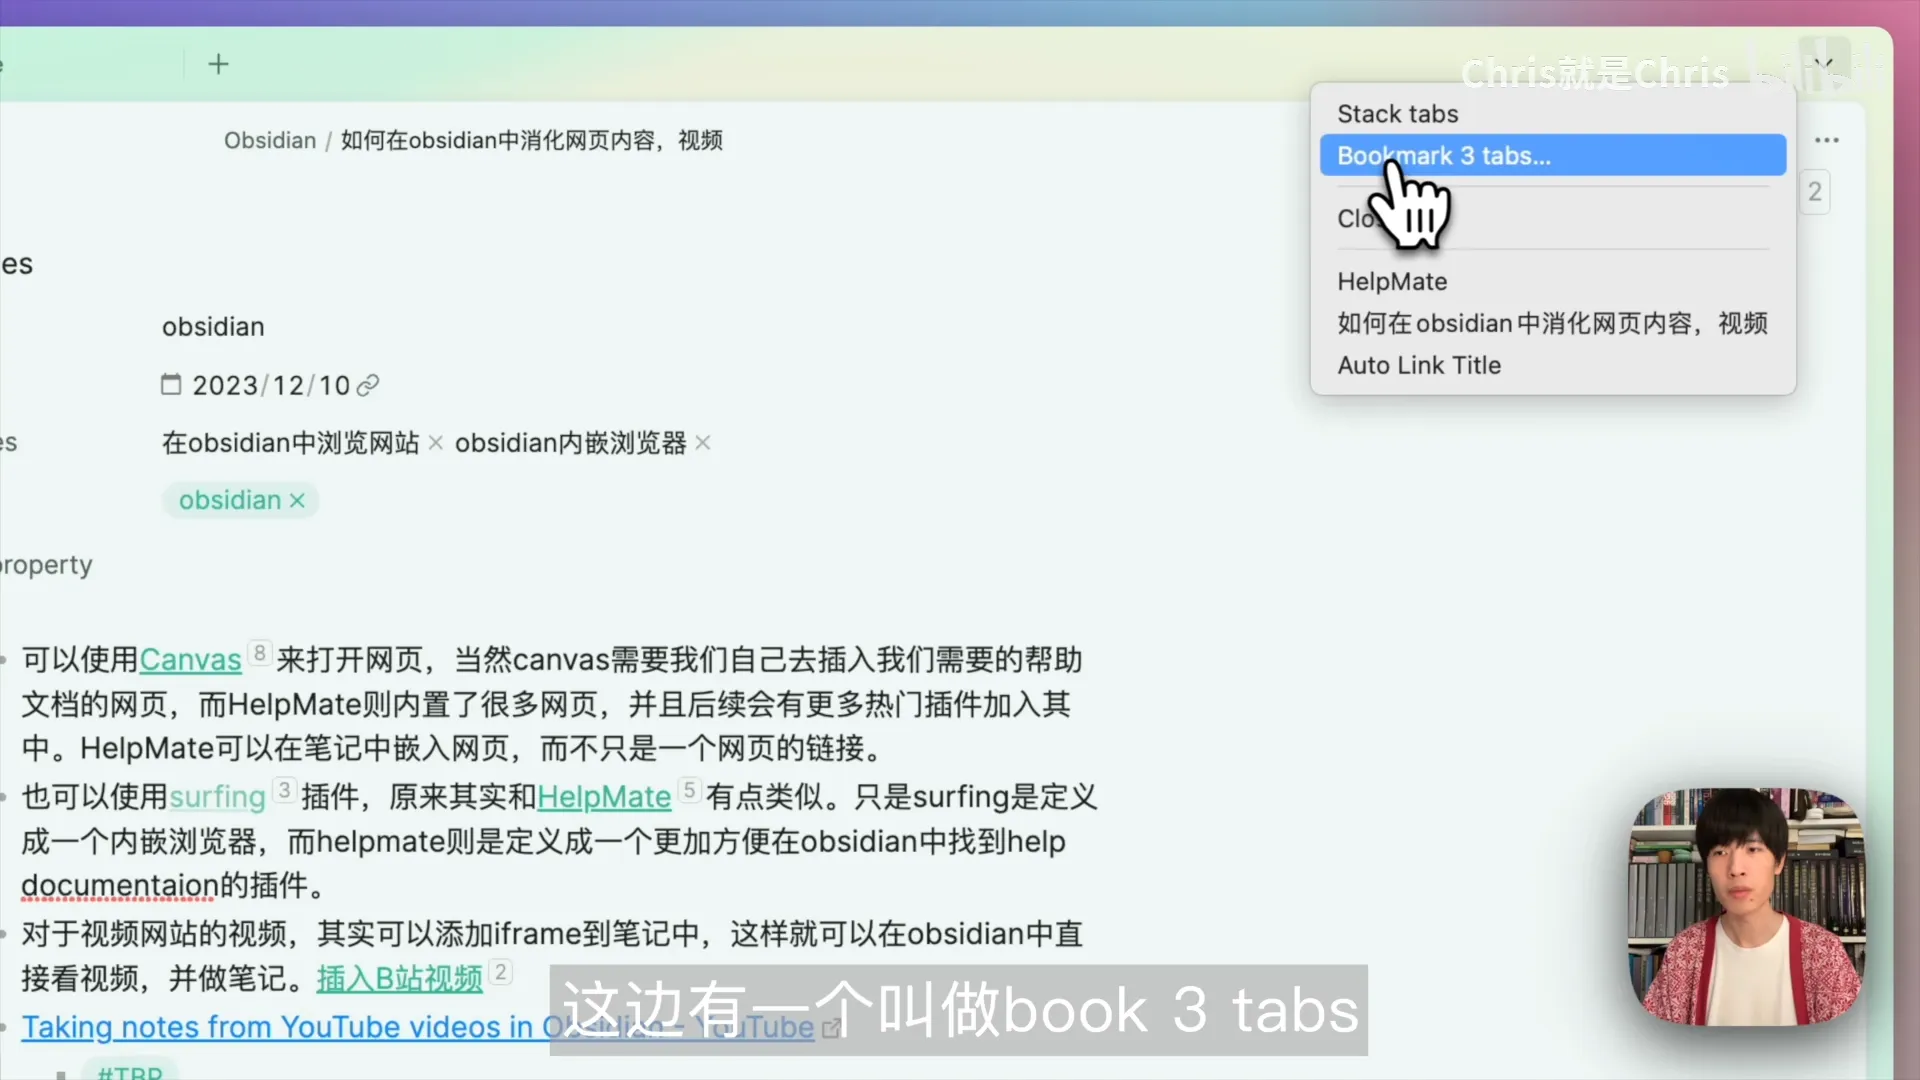 Chris就是Chris
Stack tabs
Obsidian / 如何在obsidian中消化网页内容，视频
Bookmark 3 tabs...
2
es
HelpMate
obsidian
如何在obsidian中消化网页内容，视频
Auto Link Title
2023/12/10
es
在obsidian中浏览网站 × obsidian内嵌浏览器 ×
obsidian ×
property
可以使用Canvas 8 来打开网页，当然canvas需要我们自己去插入我们需要的帮助
文档的网页，而HelpMate则内置了很多网页，并且后续会有更多热门插件加入其
中。HelpMate可以在笔记中嵌入网页，而不只是一个网页的链接。
也可以使用surfing 3 插件，原来其实和HelpMate 5 有点类似。只是surfing是定义
成一个内嵌浏览器，而helpmate则是定义成一个更加方便在obsidian中找到help
documentaion的插件。
对于视频网站的视频，其实可以添加iframe到笔记中，这样就可以在obsidian中直
接看视频，并做笔记。插入B站视频 2
Taking notes from YouTube videos in Obsidian - YouTube
这边有一个叫做book 3 tabs
#TBR